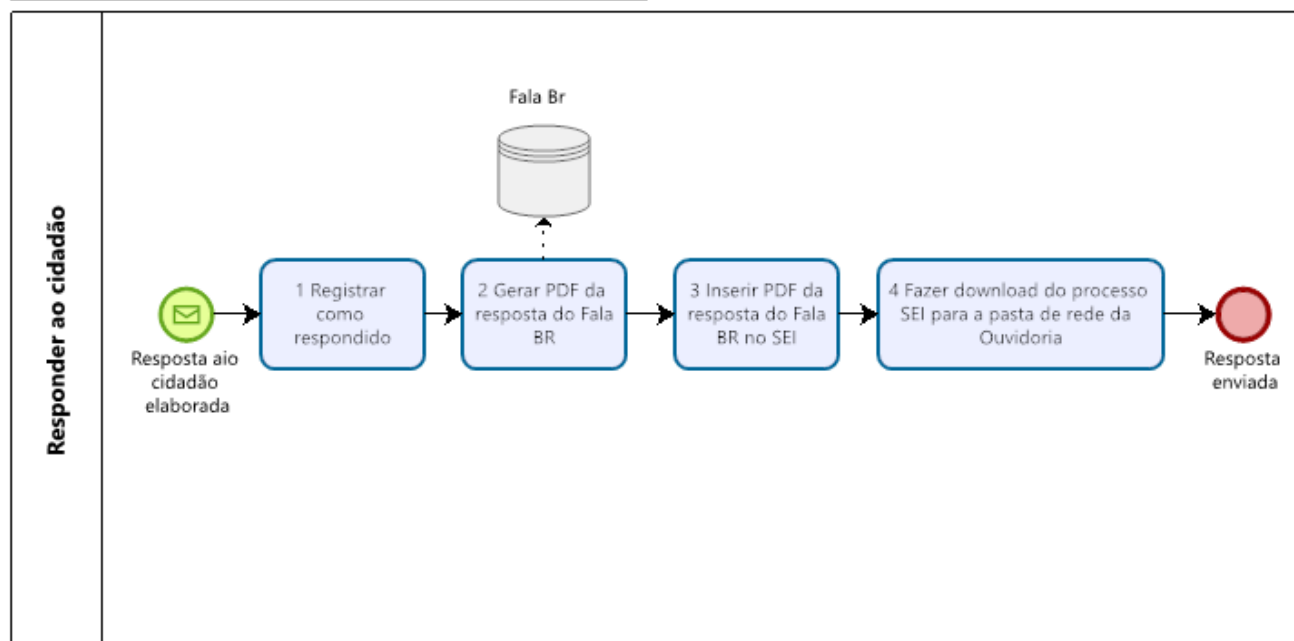 Responder ao cidadão
Fala Br
Resposta aio
cidadão
elaborada
1 Registrar
como
respondido
2 Gerar PDF da
resposta do Fala
BR
3 Inserir PDF da
resposta do Fala
BR no SEI
4 Fazer download do processo
SEI para a pasta de rede da
Ouvidoria
Resposta
enviada